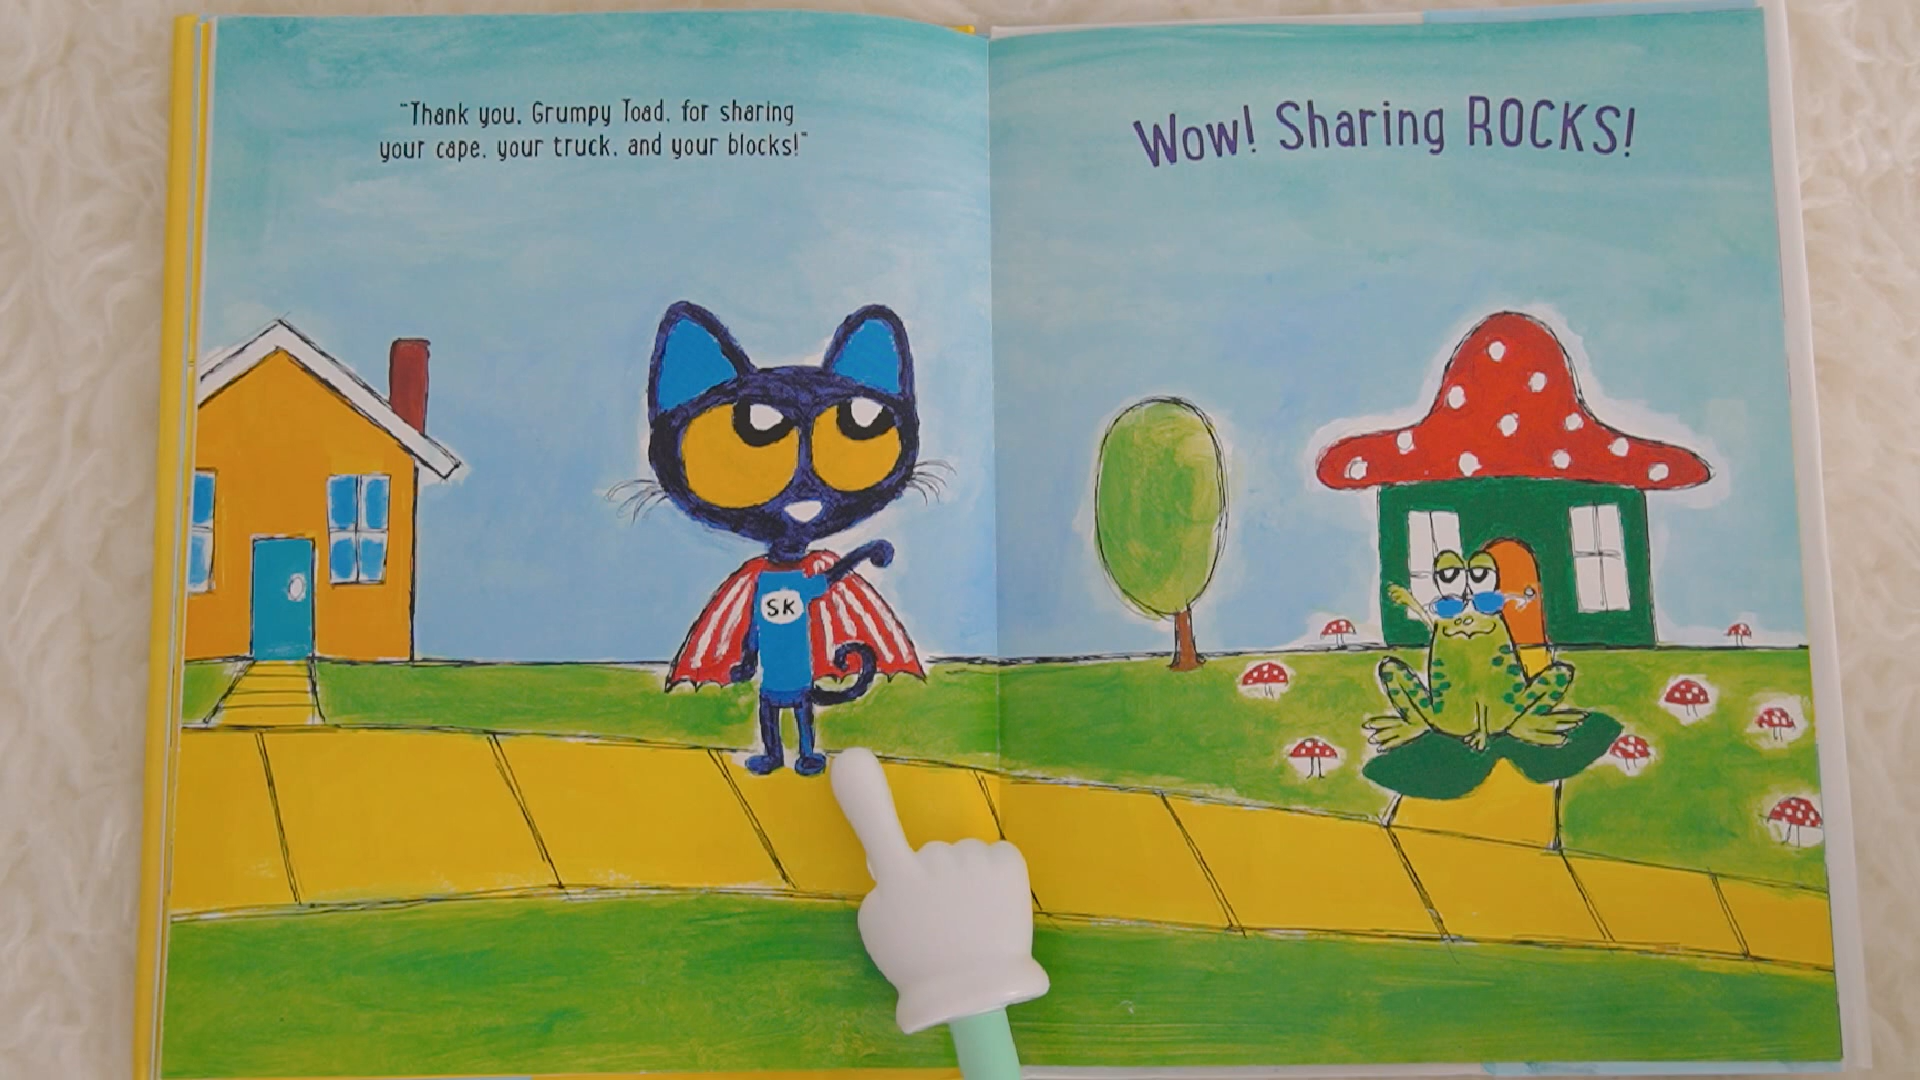 "Thank you, Grumpy Toad, for sharing
your cape, your truck, and your blocks!"
Wow! Sharing ROCKS!
SK